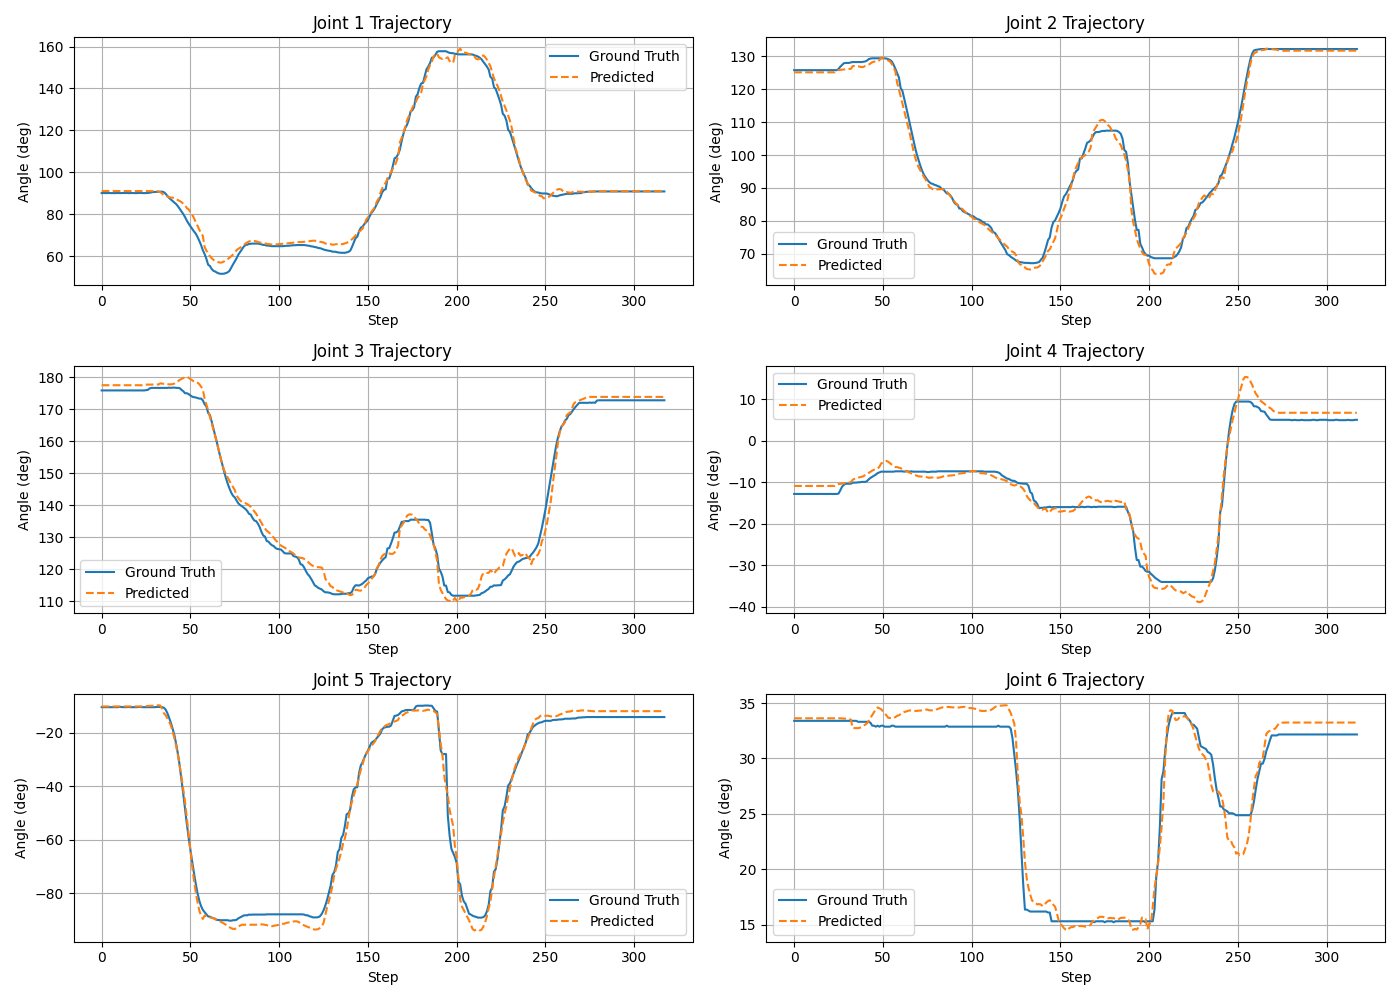 Joint 1 Trajectory
Angle (deg)
160
140
120
100
80
60
Ground Truth
Predicted
0 50 100 150 200 250 300
Step
Joint 2 Trajectory
Angle (deg)
130
120
110
100
90
80
70
Ground Truth
Predicted
0 50 100 150 200 250 300
Step
Joint 3 Trajectory
Angle (deg)
180
170
160
150
140
130
120
110
Ground Truth
Predicted
0 50 100 150 200 250 300
Step
Joint 4 Trajectory
Angle (deg)
10
0
−10
−20
−30
−40
Ground Truth
Predicted
0 50 100 150 200 250 300
Step
Joint 5 Trajectory
Angle (deg)
−20
−40
−60
−80
Ground Truth
Predicted
0 50 100 150 200 250 300
Step
Joint 6 Trajectory
Angle (deg)
35
30
25
20
15
Ground Truth
Predicted
0 50 100 150 200 250 300
Step